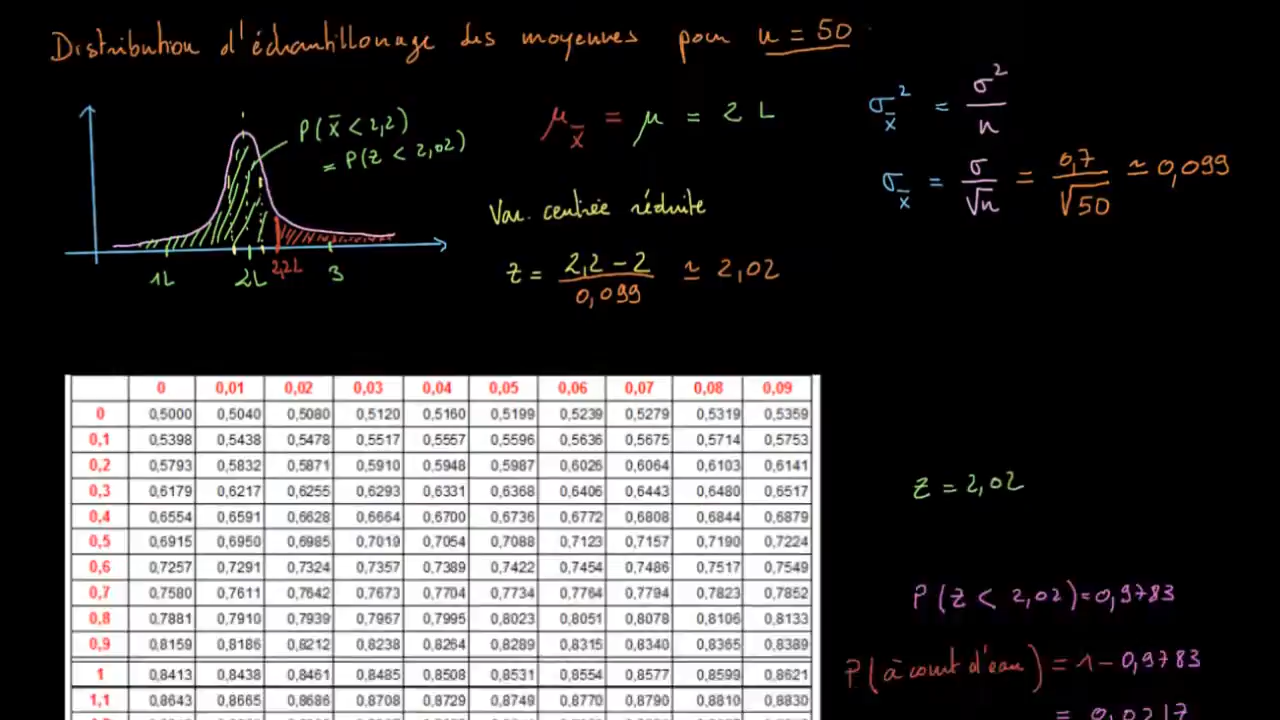 Distribution d'échantillonage des moyennes pour n = 50
P(x̄ < 2,2)
= P(z < 2,02)
1L 2L 2,2L 3
μx̄ = μ = 2 L
Var. centrée réduite
z = (2,2 - 2)/0,099 ≃ 2,02
σx̄² = σ²/n
σx̄ = σ/√n = 0,7/√50 ≃ 0,099
0 0,01 0,02 0,03 0,04 0,05 0,06 0,07 0,08 0,09
0 0,5000 0,5040 0,5080 0,5120 0,5160 0,5199 0,5239 0,5279 0,5319 0,5359
0,1 0,5398 0,5438 0,5478 0,5517 0,5557 0,5596 0,5636 0,5675 0,5714 0,5753
0,2 0,5793 0,5832 0,5871 0,5910 0,5948 0,5987 0,6026 0,6064 0,6103 0,6141
0,3 0,6179 0,6217 0,6255 0,6293 0,6331 0,6368 0,6406 0,6443 0,6480 0,6517
0,4 0,6554 0,6591 0,6628 0,6664 0,6700 0,6736 0,6772 0,6808 0,6844 0,6879
0,5 0,6915 0,6950 0,6985 0,7019 0,7054 0,7088 0,7123 0,7157 0,7190 0,7224
0,6 0,7257 0,7291 0,7324 0,7357 0,7389 0,7422 0,7454 0,7486 0,7517 0,7549
0,7 0,7580 0,7611 0,7642 0,7673 0,7704 0,7734 0,7764 0,7794 0,7823 0,7852
0,8 0,7881 0,7910 0,7939 0,7967 0,7995 0,8023 0,8051 0,8078 0,8106 0,8133
0,9 0,8159 0,8186 0,8212 0,8238 0,8264 0,8289 0,8315 0,8340 0,8365 0,8389
1 0,8413 0,8438 0,8461 0,8485 0,8508 0,8531 0,8554 0,8577 0,8599 0,8621
1,1 0,8643 0,8665 0,8686 0,8708 0,8729 0,8749 0,8770 0,8790 0,8810 0,8830
z = 2,02
P(z < 2,02) = 0,9783
P(à court d'eau) = 1 - 0,9783
= 0,0217